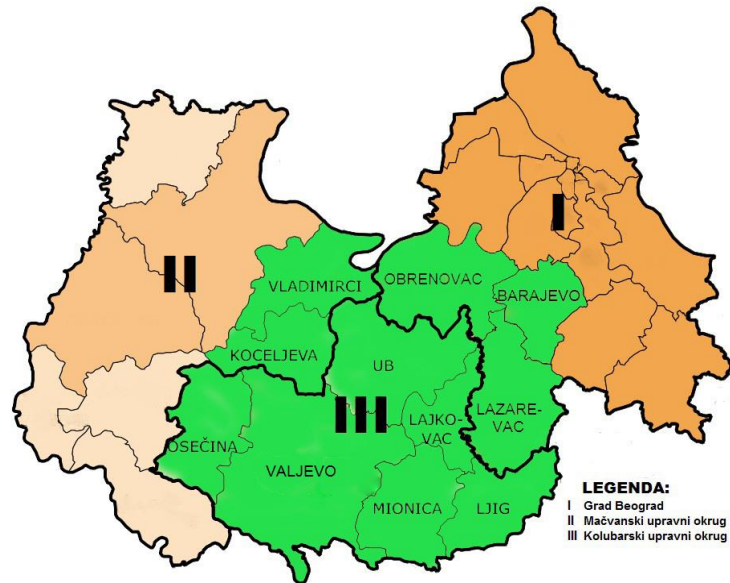 I
II
VLADIMIRCI
OBRENOVAC
BARAJEVO
KOCELJEVA
UB
III
LAJKO-
VAC
LAZARE-
VAC
OSEČINA
VALJEVO
MIONICA
LJIG
LEGENDA:
I Grad Beograd
II Mačvanski upravni okrug
III Kolubarski upravni okrug